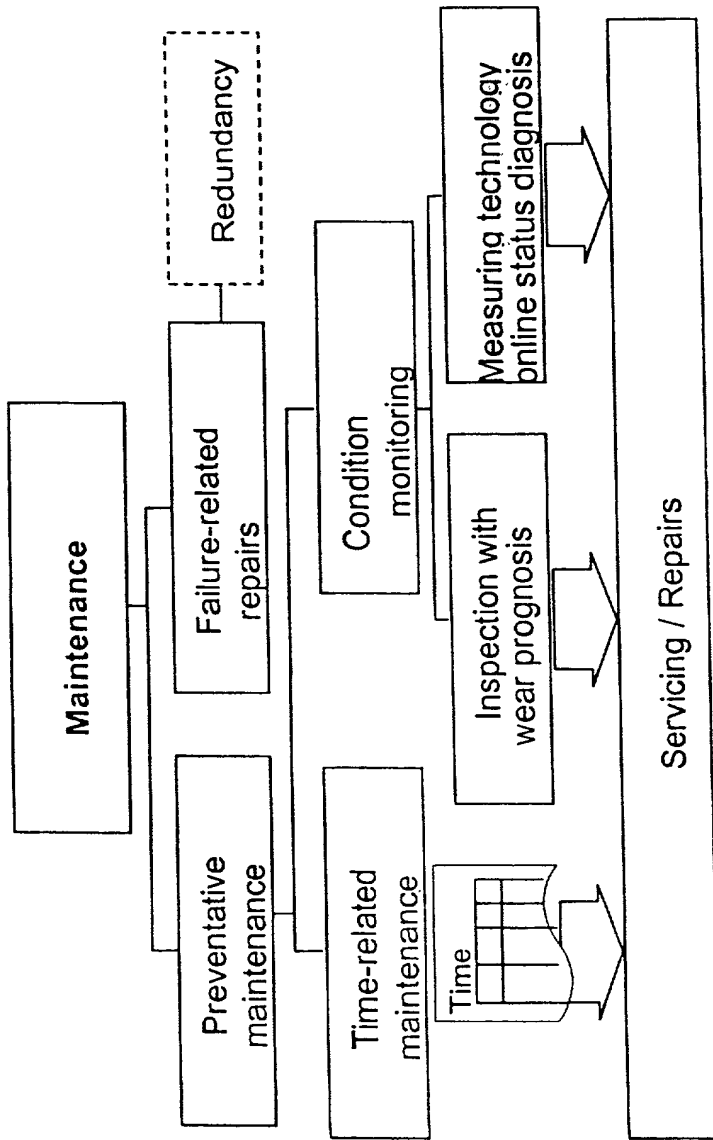 Maintenance
Preventative
maintenance
Failure-related
repairs
Redundancy
Time-related
maintenance
Condition
monitoring
Time
Inspection with
wear prognosis
Measuring technology
online status diagnosis
Servicing / Repairs